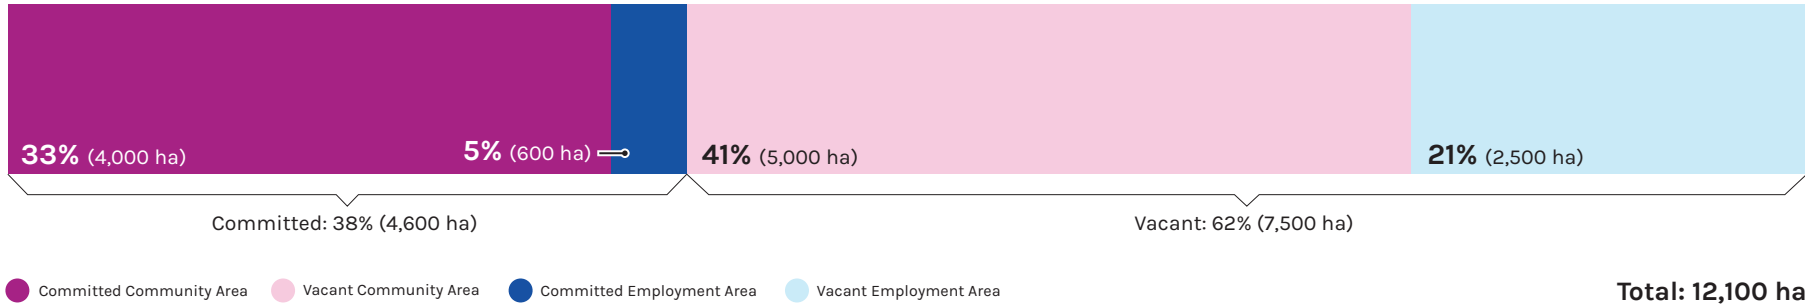 33% (4,000 ha)
5% (600 ha)
41% (5,000 ha)
21% (2,500 ha)
Committed: 38% (4,600 ha)
Vacant: 62% (7,500 ha)
Committed Community Area
Vacant Community Area
Committed Employment Area
Vacant Employment Area
Total: 12,100 ha